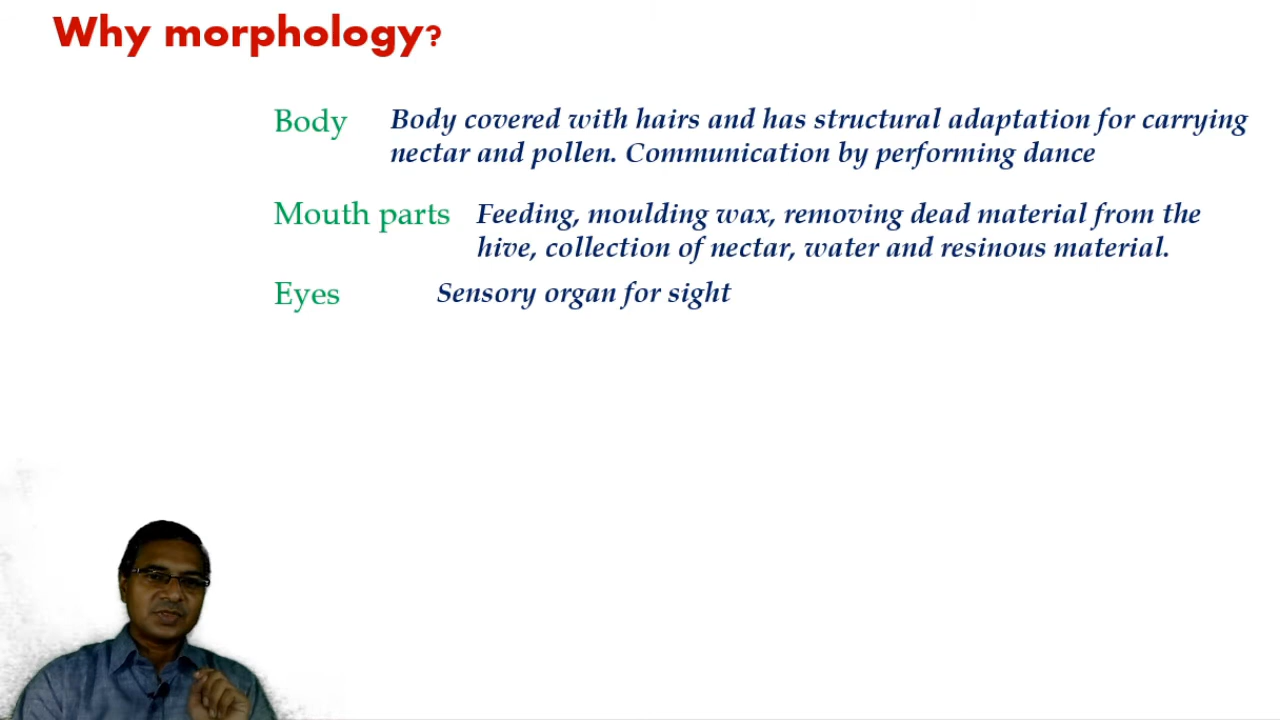 Why morphology?
Body Body covered with hairs and has structural adaptation for carrying
nectar and pollen. Communication by performing dance
Mouth parts Feeding, moulding wax, removing dead material from the
hive, collection of nectar, water and resinous material.
Eyes Sensory organ for sight